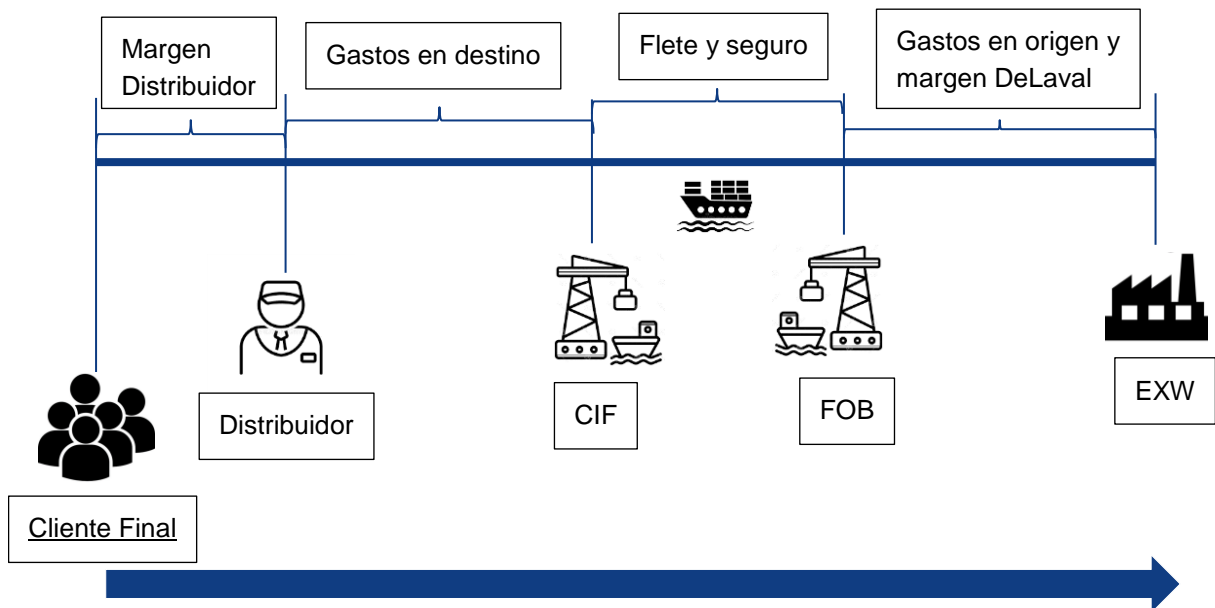 Margen
Distribuidor
Gastos en destino
Flete y seguro
Gastos en origen y
margen DeLaval
Distribuidor
CIF
FOB
EXW
Cliente Final